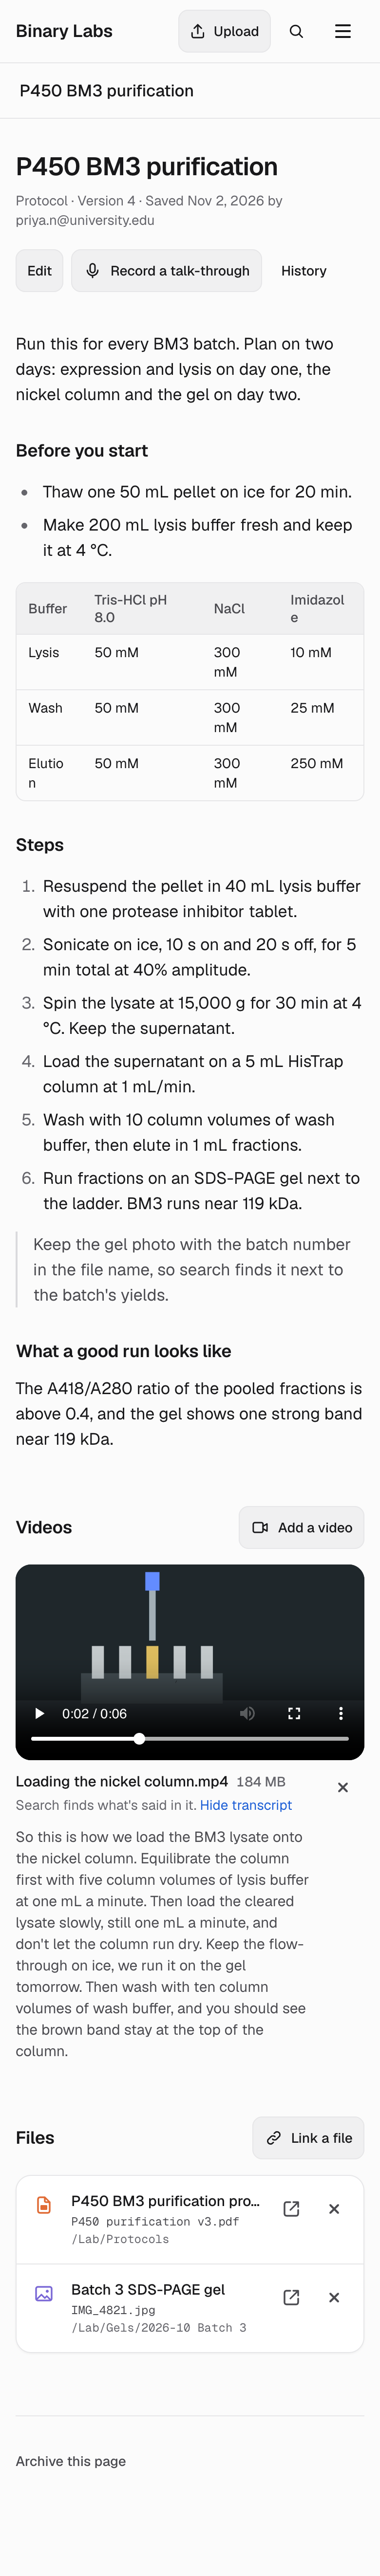 Binary Labs
Upload
P450 BM3 purification
P450 BM3 purification
Protocol · Version 4 · Saved Nov 2, 2026 by
priya.n@university.edu
Edit
Record a talk-through
History
Run this for every BM3 batch. Plan on two
days: expression and lysis on day one, the
nickel column and the gel on day two.
Before you start
• Thaw one 50 mL pellet on ice for 20 min.
• Make 200 mL lysis buffer fresh and keep
it at 4 °C.
Buffer Tris-HCl pH 8.0 NaCl Imidazole
Lysis 50 mM 300 mM 10 mM
Wash 50 mM 300 mM 25 mM
Elution 50 mM 300 mM 250 mM
Steps
1. Resuspend the pellet in 40 mL lysis buffer
with one protease inhibitor tablet.
2. Sonicate on ice, 10 s on and 20 s off, for 5
min total at 40% amplitude.
3. Spin the lysate at 15,000 g for 30 min at 4
°C. Keep the supernatant.
4. Load the supernatant on a 5 mL HisTrap
column at 1 mL/min.
5. Wash with 10 column volumes of wash
buffer, then elute in 1 mL fractions.
6. Run fractions on an SDS-PAGE gel next to
the ladder. BM3 runs near 119 kDa.
Keep the gel photo with the batch number
in the file name, so search finds it next to
the batch's yields.
What a good run looks like
The A418/A280 ratio of the pooled fractions is
above 0.4, and the gel shows one strong band
near 119 kDa.
Videos
Add a video
0:02 / 0:06
Loading the nickel column.mp4 184 MB
Search finds what's said in it. Hide transcript
So this is how we load the BM3 lysate onto
the nickel column. Equilibrate the column
first with five column volumes of lysis buffer
at one mL a minute. Then load the cleared
lysate slowly, still one mL a minute, and
don't let the column run dry. Keep the flow-
through on ice, we run it on the gel
tomorrow. Then wash with ten column
volumes of wash buffer, and you should see
the brown band stay at the top of the
column.
Files
Link a file
P450 BM3 purification pro...
P450 purification v3.pdf
/Lab/Protocols
Batch 3 SDS-PAGE gel
IMG_4821.jpg
/Lab/Gels/2026-10 Batch 3
Archive this page